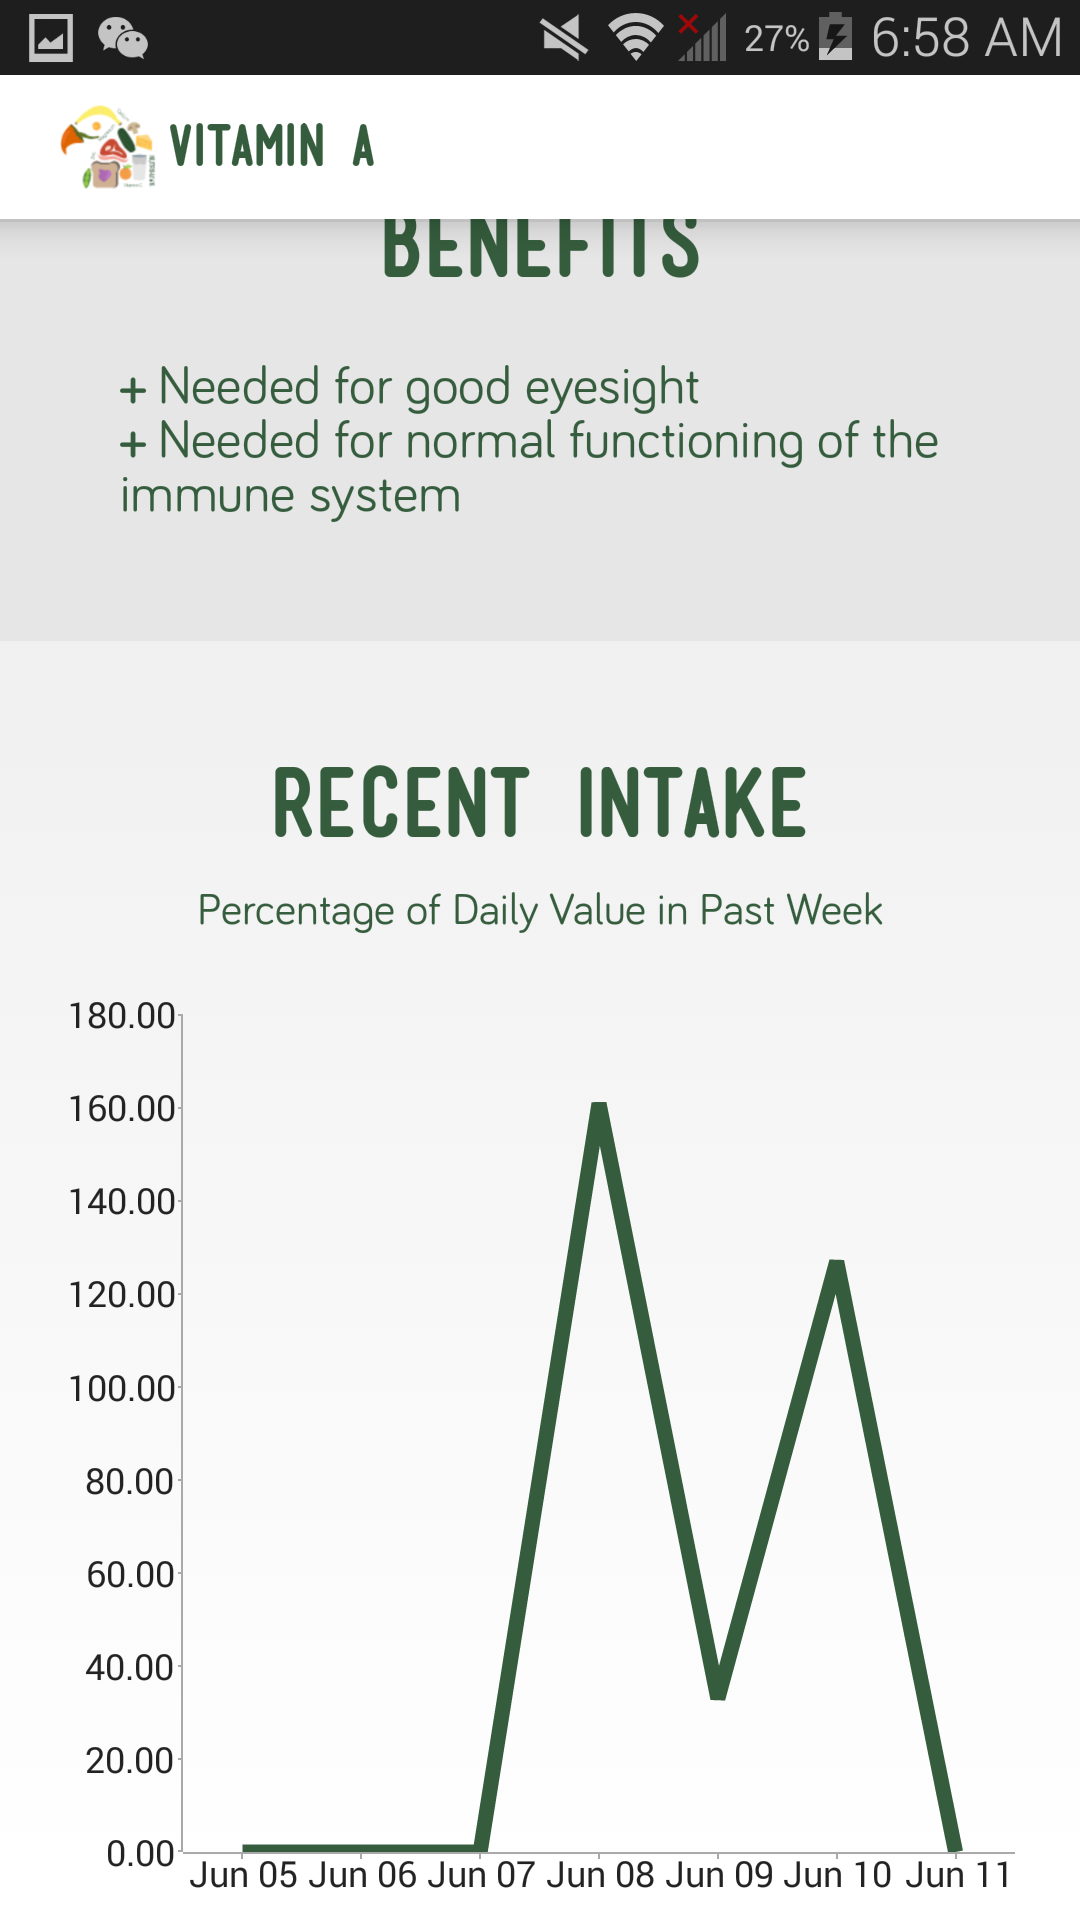 27% 6:58 AM
VITAMIN A
BENEFITS
+ Needed for good eyesight
+ Needed for normal functioning of the
immune system
RECENT INTAKE
Percentage of Daily Value in Past Week
180.00
160.00
140.00
120.00
100.00
80.00
60.00
40.00
20.00
0.00
Jun 05 Jun 06 Jun 07 Jun 08 Jun 09 Jun 10 Jun 11